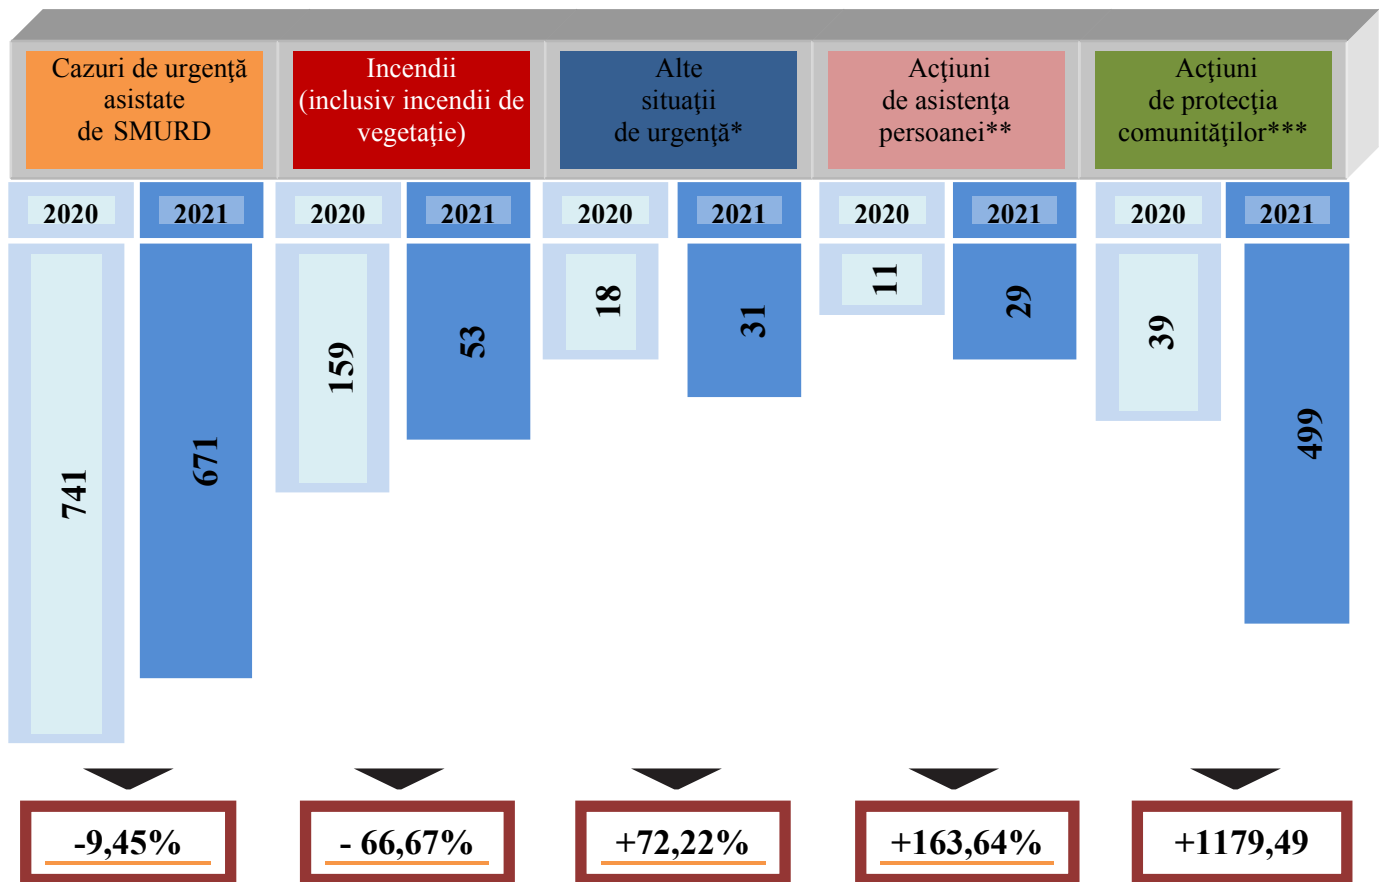 Cazuri de urgenţă
asistate
de SMURD
Incendii
(inclusiv incendii de
vegetaţie)
Alte
situaţii
de urgenţă*
Acţiuni
de asistenţa
persoanei**
Acţiuni
de protecţia
comunităţilor***
2020
2021
2020
2021
2020
2021
2020
2021
2020
2021
741
671
159
53
18
31
11
29
39
499
-9,45%
- 66,67%
+72,22%
+163,64%
+1179,49